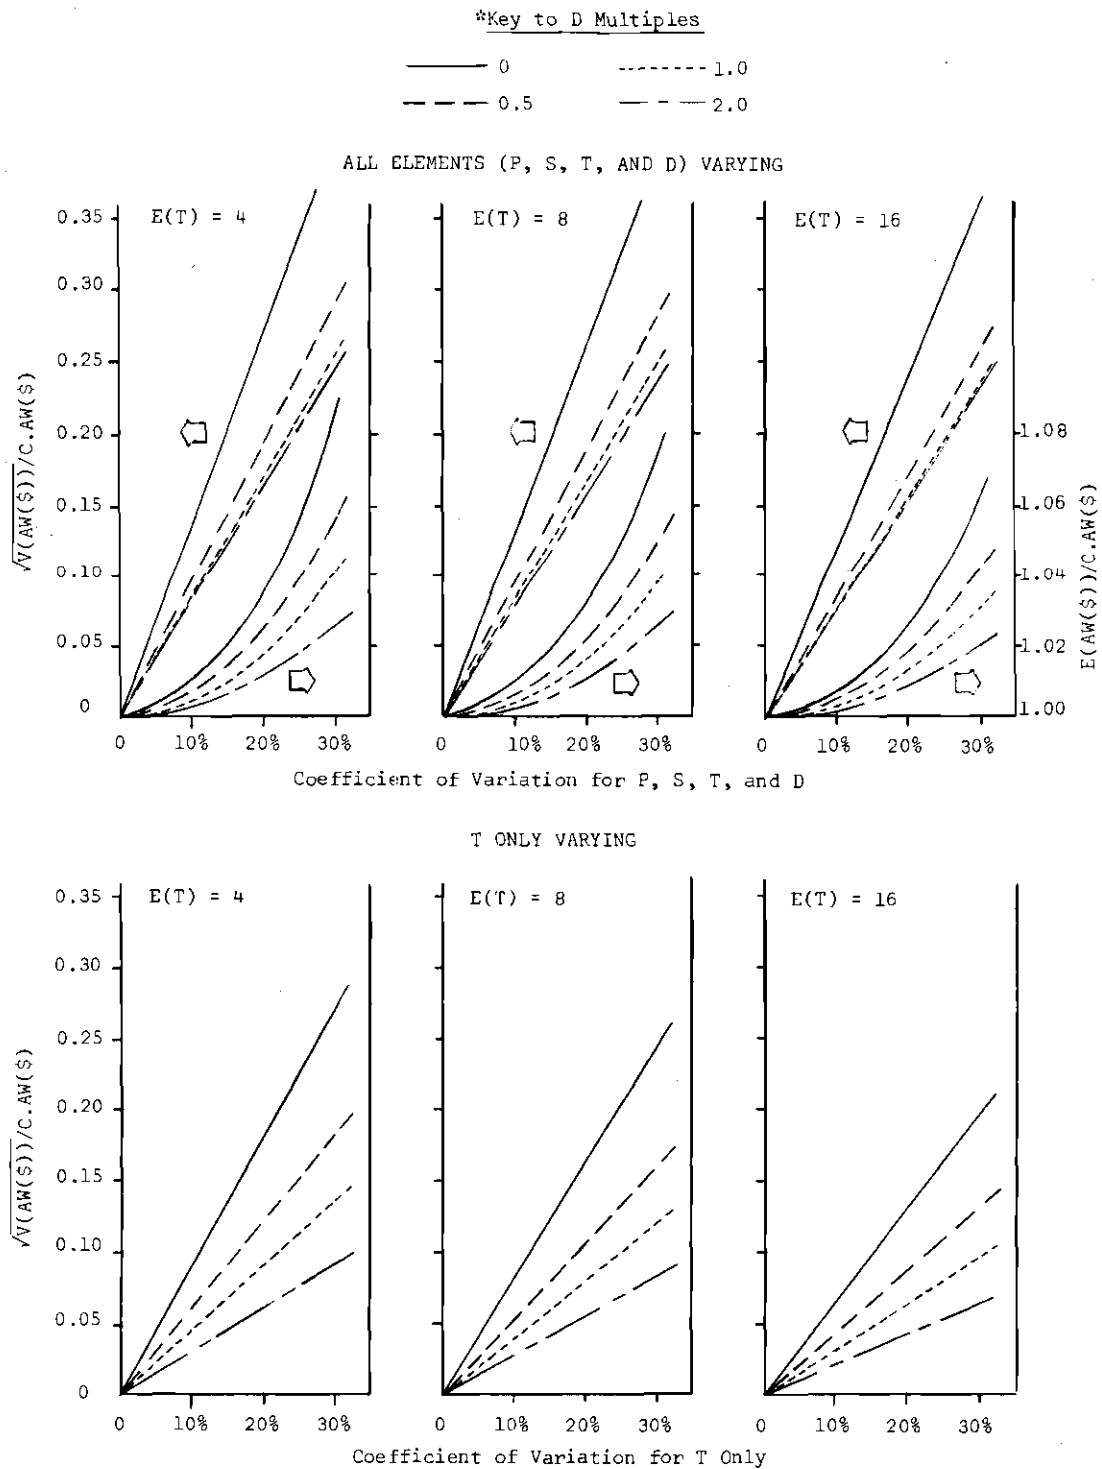 *Key to D Multiples
0
1.0
0.5
2.0
ALL ELEMENTS (P, S, T, AND D) VARYING
E(T) = 4
E(T) = 8
E(T) = 16
0.35
0.30
0.25
0.20
0.15
0.10
0.05
0
√V(AW($))/C.AW($)
1.08
1.06
1.04
1.02
1.00
E(AW($))/C.AW($)
0 10% 20% 30%
0 10% 20% 30%
0 10% 20% 30%
Coefficient of Variation for P, S, T, and D
T ONLY VARYING
E(T) = 4
E(T) = 8
E(T) = 16
0.35
0.30
0.25
0.20
0.15
0.10
0.05
0
√V(AW($))/C.AW($)
0 10% 20% 30%
0 10% 20% 30%
0 10% 20% 30%
Coefficient of Variation for T Only